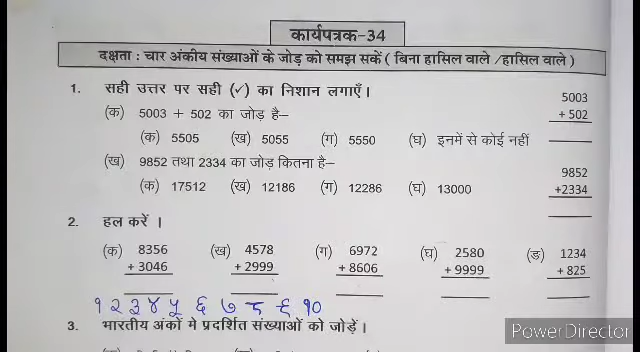 कार्यपत्रक-34
दक्षता : चार अंकीय संख्याओं के जोड़ को समझ सकें ( बिना हासिल वाले /हासिल वाले )
1. सही उत्तर पर सही (✓) का निशान लगाएँ।
(क) 5003 + 502 का जोड़ है–
5003
+ 502
(क) 5505 (ख) 5055 (ग) 5550 (घ) इनमें से कोई नहीं
(ख) 9852 तथा 2334 का जोड़ कितना है–
9852
+2334
(क) 17512 (ख) 12186 (ग) 12286 (घ) 13000
2. हल करें ।
(क) 8356 (ख) 4578 (ग) 6972 (घ) 2580 (ङ) 1234
+ 3046 + 2999 + 8606 + 9999 + 825
१ २ ३ ४ ५ ६ ७ ८ ९ १०
3. भारतीय अंकों मे प्रदर्शित संख्याओं को जोड़ें।
PowerDirector